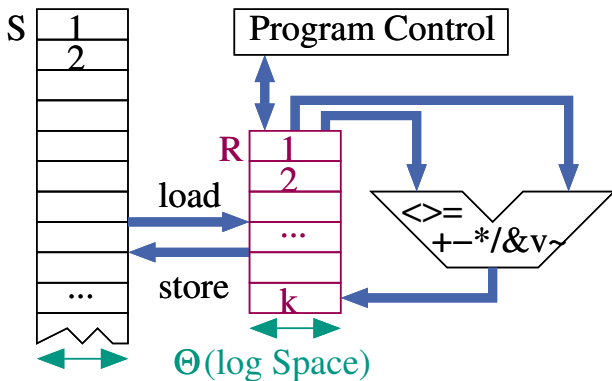 S
1
2
...
Program Control
R
1
2
...
k
load
store
<>=
+−*/&v~
Θ(log Space)